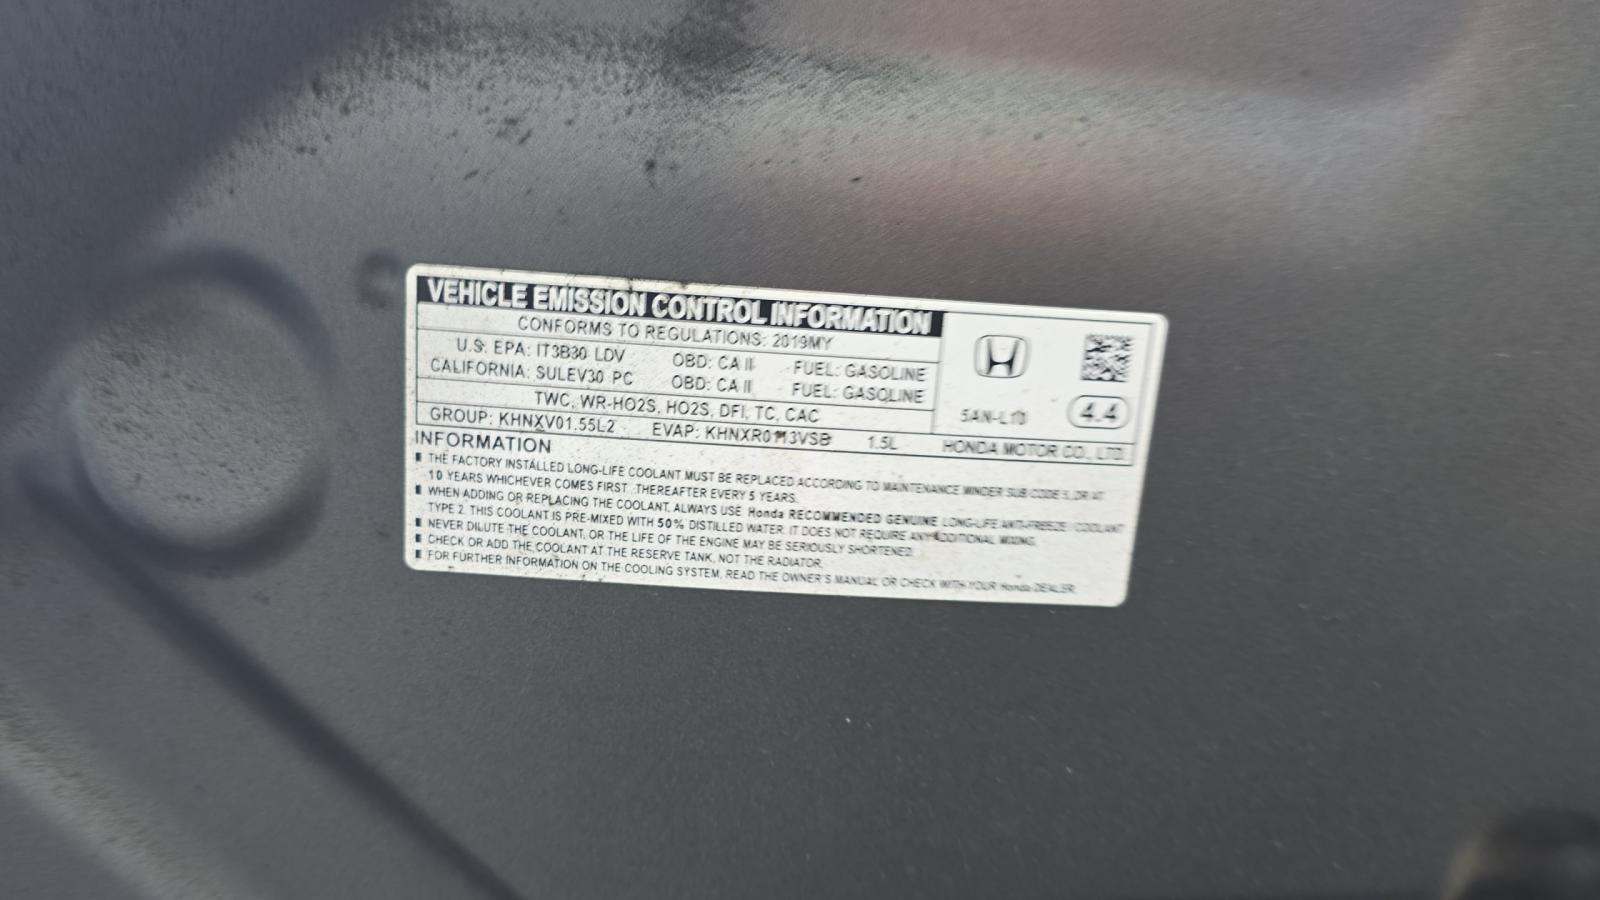 VEHICLE EMISSION CONTROL INFORMATION
CONFORMS TO REGULATIONS: 2019MY
U.S. EPA: IT3B30 LDV OBD: CA II FUEL: GASOLINE
CALIFORNIA: SULEV30 PC OBD: CA II FUEL: GASOLINE
TWC, WR-HO2S, HO2S, DFI, TC, CAC
GROUP: KHNXV01.55L2 EVAP: KHNXR0113VSB 1.5L
4.4
HONDA MOTOR CO., LTD.
INFORMATION
THE FACTORY INSTALLED LONG-LIFE COOLANT MUST BE REPLACED ACCORDING TO MAINTENANCE MINDER SUB CODE 5, OR AT
10 YEARS WHICHEVER COMES FIRST. THEREAFTER EVERY 5 YEARS.
WHEN ADDING OR REPLACING THE COOLANT, ALWAYS USE Honda RECOMMENDED GENUINE LONG-LIFE ANTI-FREEZE / COOLANT
TYPE 2. THIS COOLANT IS PRE-MIXED WITH 50% DISTILLED WATER. IT DOES NOT REQUIRE ANY ADDITIONAL MIXING.
NEVER DILUTE THE COOLANT, OR THE LIFE OF THE ENGINE MAY BE SERIOUSLY SHORTENED.
CHECK OR ADD THE COOLANT AT THE RESERVE TANK, NOT THE RADIATOR.
FOR FURTHER INFORMATION ON THE COOLING SYSTEM, READ THE OWNER'S MANUAL OR CHECK WITH YOUR Honda DEALER.